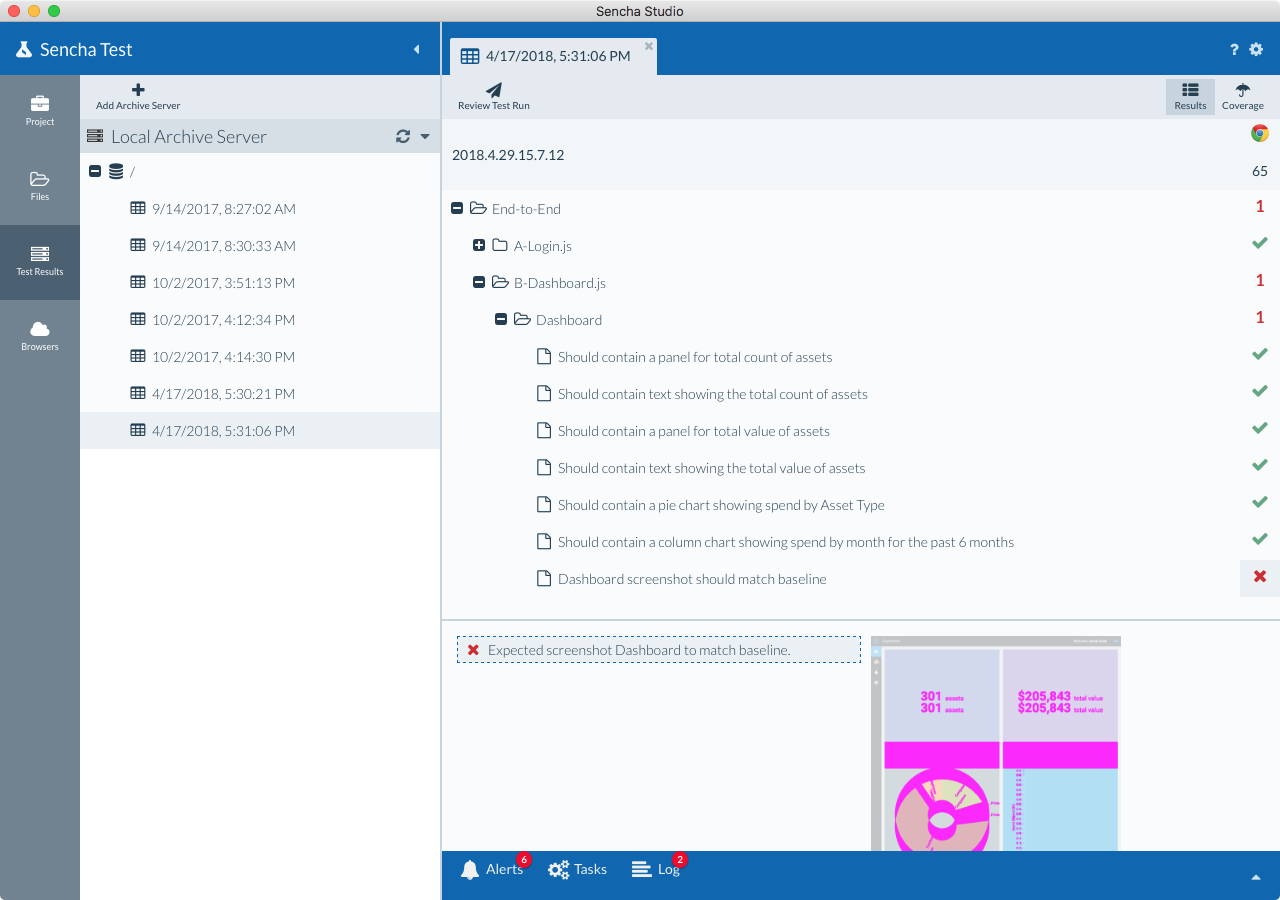 Sencha Studio
Sencha Test
4/17/2018, 5:31:06 PM
?
Add Archive Server
Review Test Run
Results
Coverage
Project
Files
Test Results
Browsers
Local Archive Server
/
9/14/2017, 8:27:02 AM
9/14/2017, 8:30:33 AM
10/2/2017, 3:51:13 PM
10/2/2017, 4:12:34 PM
10/2/2017, 4:14:30 PM
4/17/2018, 5:30:21 PM
4/17/2018, 5:31:06 PM
2018.4.29.15.7.12
65
End-to-End 1
A-Login.js
B-Dashboard.js 1
Dashboard 1
Should contain a panel for total count of assets
Should contain text showing the total count of assets
Should contain a panel for total value of assets
Should contain text showing the total value of assets
Should contain a pie chart showing spend by Asset Type
Should contain a column chart showing spend by month for the past 6 months
Dashboard screenshot should match baseline
Expected screenshot Dashboard to match baseline.
301 assets
301 assets
$205,843 total value
$205,843 total value
Alerts 6
Tasks
Log 2